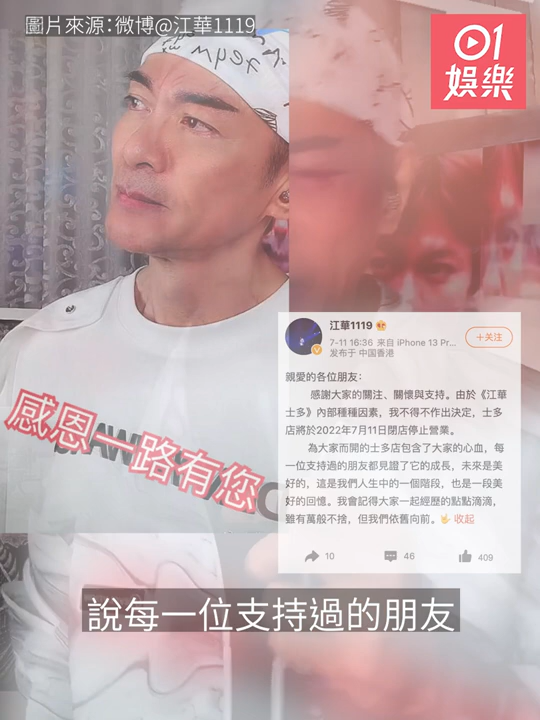 圖片來源：微博@江華1119
01
娛樂
江華1119
7-11 16:36 来自 iPhone 13 Pr...
发布于 中国香港
＋关注
親愛的各位朋友：
感謝大家的關注、關懷與支持。由於《江華
士多》內部種種因素，我不得不作出決定，士多
店將於2022年7月11日閉店停止營業。
為大家而開的士多店包含了大家的心血，每
一位支持過的朋友都見證了它的成長，未來是美
好的，這是我們人生中的一個階段，也是一段美
好的回憶。我會記得大家一起經歷的點點滴滴，
雖有萬般不捨，但我們依舊向前。🤟 收起
10
46
409
感恩一路有您
說每一位支持過的朋友